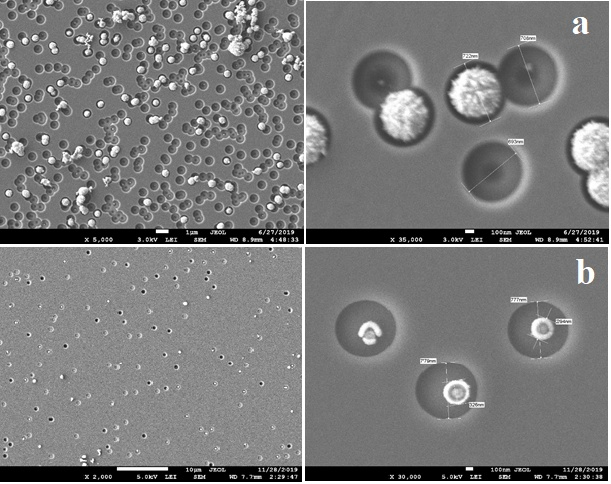 a
722nm
706nm
693nm
1µm JEOL 6/27/2019
X 5,000 3.0kV LEI SEM WD 8.9mm 4:48:33
100nm JEOL 6/27/2019
X 35,000 3.0kV LEI SEM WD 8.9mm 4:52:41
b
777nm
264nm
779nm
10µm JEOL 11/28/2019
X 2,000 5.0kV LEI SEM WD 7.7mm 2:29:47
100nm JEOL 11/28/2019
X 30,000 5.0kV LEI SEM WD 7.7mm 2:30:38